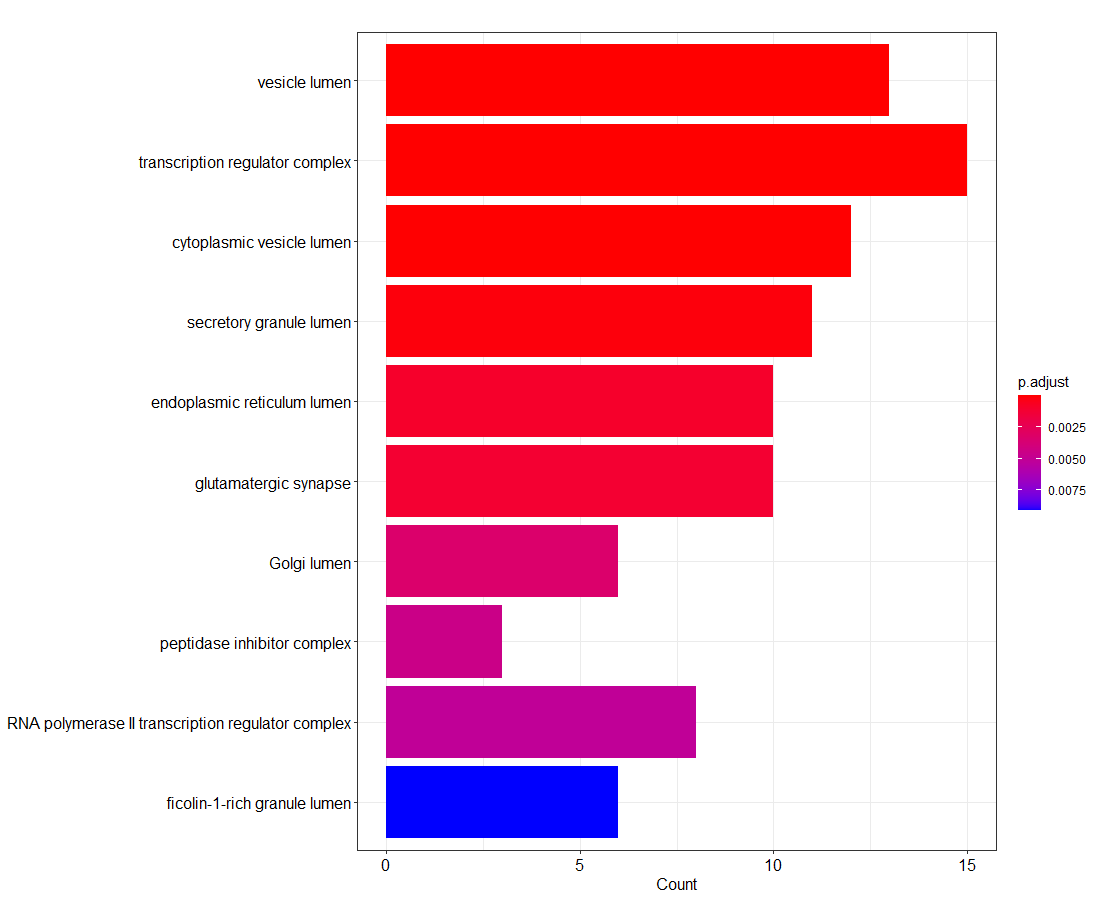 vesicle lumen
transcription regulator complex
cytoplasmic vesicle lumen
secretory granule lumen
endoplasmic reticulum lumen
glutamatergic synapse
Golgi lumen
peptidase inhibitor complex
RNA polymerase II transcription regulator complex
ficolin-1-rich granule lumen
0 5 10 15
Count
p.adjust
0.0025
0.0050
0.0075